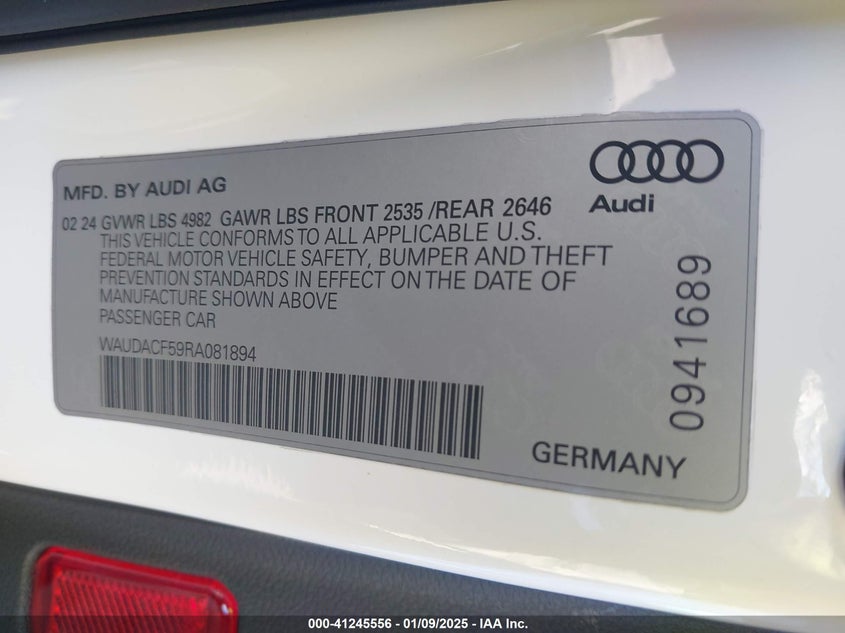 MFD. BY AUDI AG
Audi
02 24 GVWR LBS 4982 GAWR LBS FRONT 2535 /REAR 2646
THIS VEHICLE CONFORMS TO ALL APPLICABLE U.S.
FEDERAL MOTOR VEHICLE SAFETY, BUMPER AND THEFT
PREVENTION STANDARDS IN EFFECT ON THE DATE OF
MANUFACTURE SHOWN ABOVE
PASSENGER CAR
WAUDACF59RA081894
0941689
GERMANY
000-41245556 - 01/09/2025 - IAA Inc.